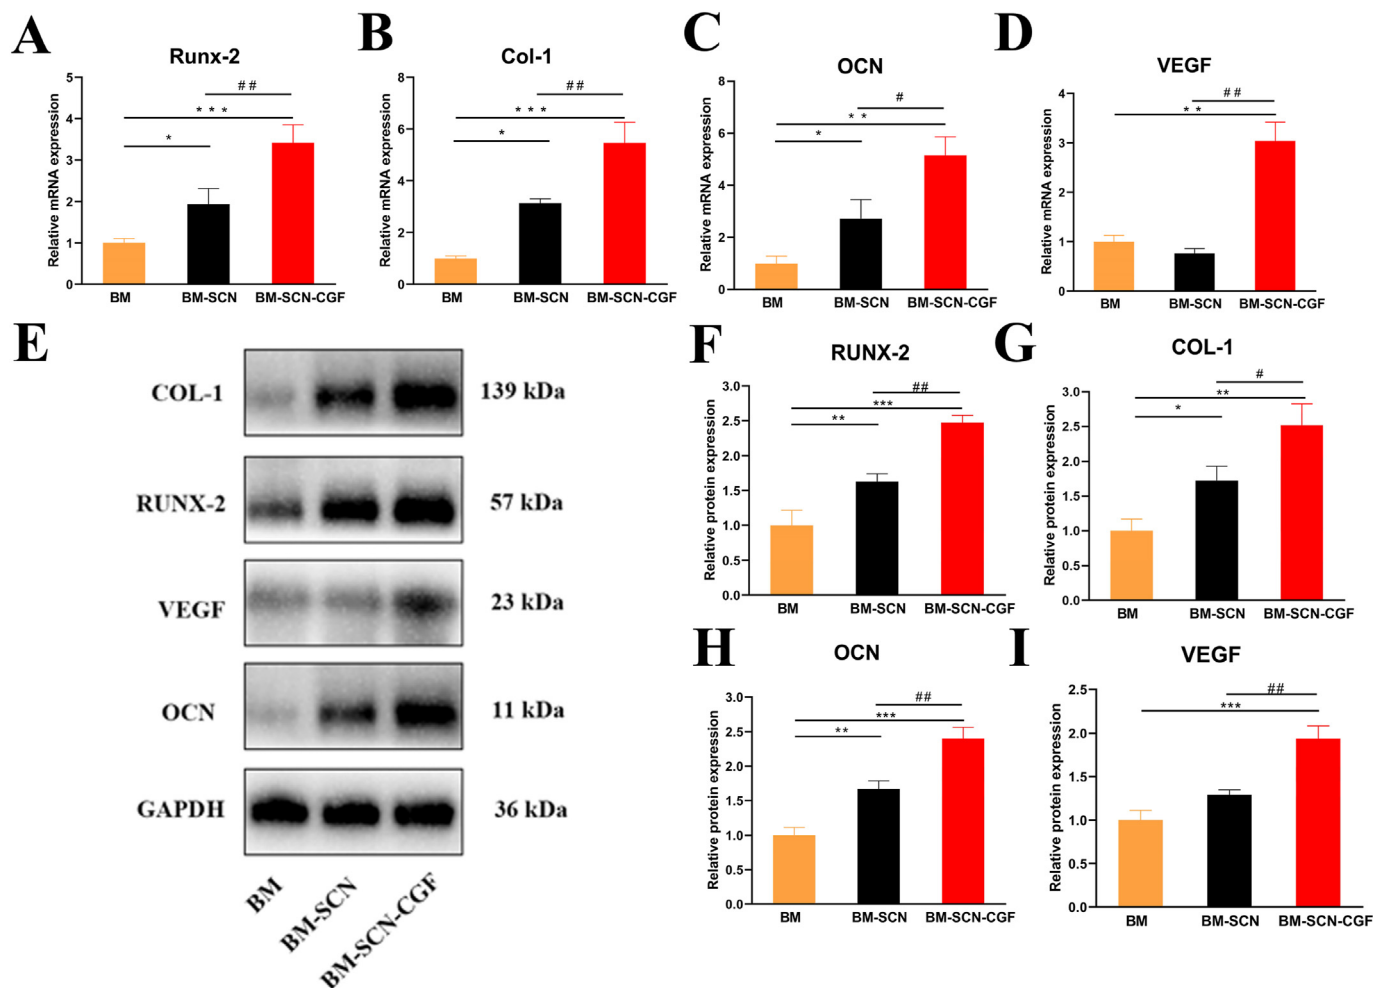 A
Runx-2
Relative mRNA expression
5
4
3
2
1
0
# #
* * *
*
BM
BM-SCN
BM-SCN-CGF
B
Col-1
Relative mRNA expression
8
6
4
2
0
# #
* * *
*
BM
BM-SCN
BM-SCN-CGF
C
OCN
Relative mRNA expression
8
6
4
2
0
#
* *
*
BM
BM-SCN
BM-SCN-CGF
D
VEGF
Relative mRNA expression
4
3
2
1
0
# #
* *
BM
BM-SCN
BM-SCN-CGF
E
COL-1
139 kDa
RUNX-2
57 kDa
VEGF
23 kDa
OCN
11 kDa
GAPDH
36 kDa
BM
BM-SCN
BM-SCN-CGF
F
RUNX-2
Relative protein expression
3.0
2.5
2.0
1.5
1.0
0.5
0.0
##
***
**
BM
BM-SCN
BM-SCN-CGF
G
COL-1
Relative protein expression
3.0
2.5
2.0
1.5
1.0
0.5
0.0
#
**
*
BM
BM-SCN
BM-SCN-CGF
H
OCN
Relative protein expression
3.0
2.5
2.0
1.5
1.0
0.5
0.0
##
***
**
BM
BM-SCN
BM-SCN-CGF
I
VEGF
Relative protein expression
2.5
2.0
1.5
1.0
0.5
0.0
##
***
BM
BM-SCN
BM-SCN-CGF